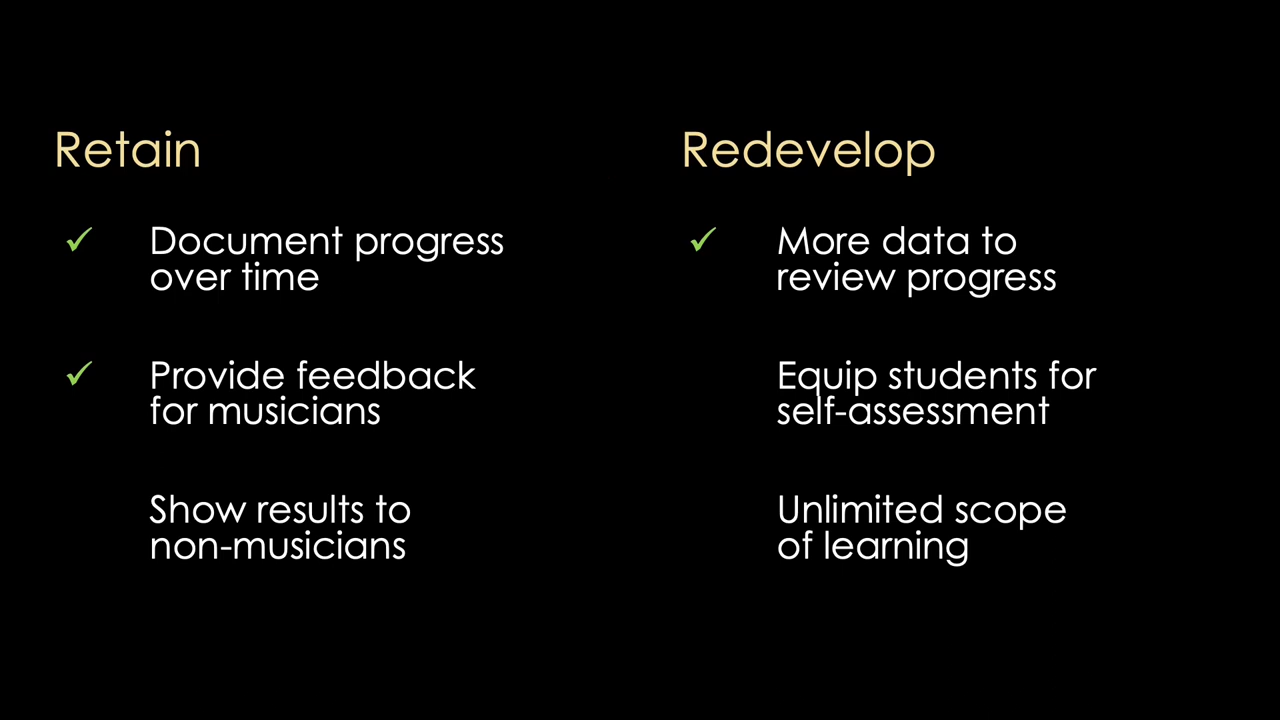 Retain
✓ Document progress
over time
✓ Provide feedback
for musicians
Show results to
non-musicians
Redevelop
✓ More data to
review progress
Equip students for
self-assessment
Unlimited scope
of learning